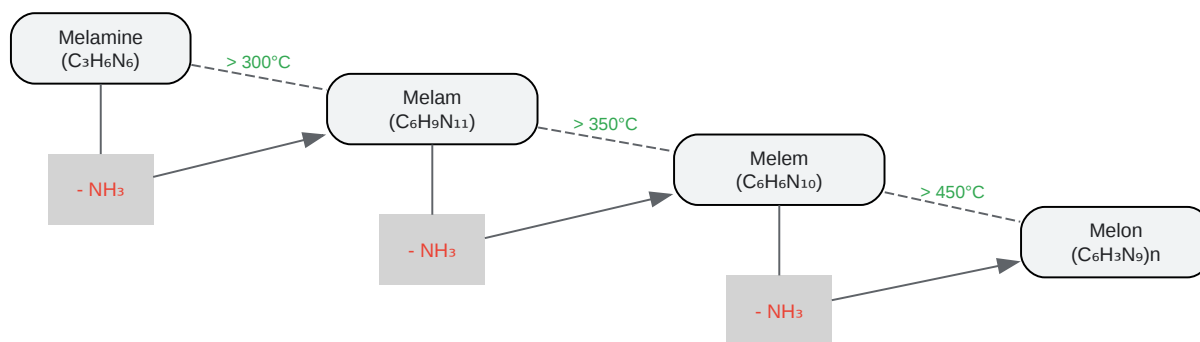 Melamine
(C₃H₆N₆)
> 300°C
Melam
(C₆H₉N₁₁)
- NH₃
> 350°C
Melem
(C₆H₆N₁₀)
- NH₃
> 450°C
Melon
(C₆H₃N₉)n
- NH₃